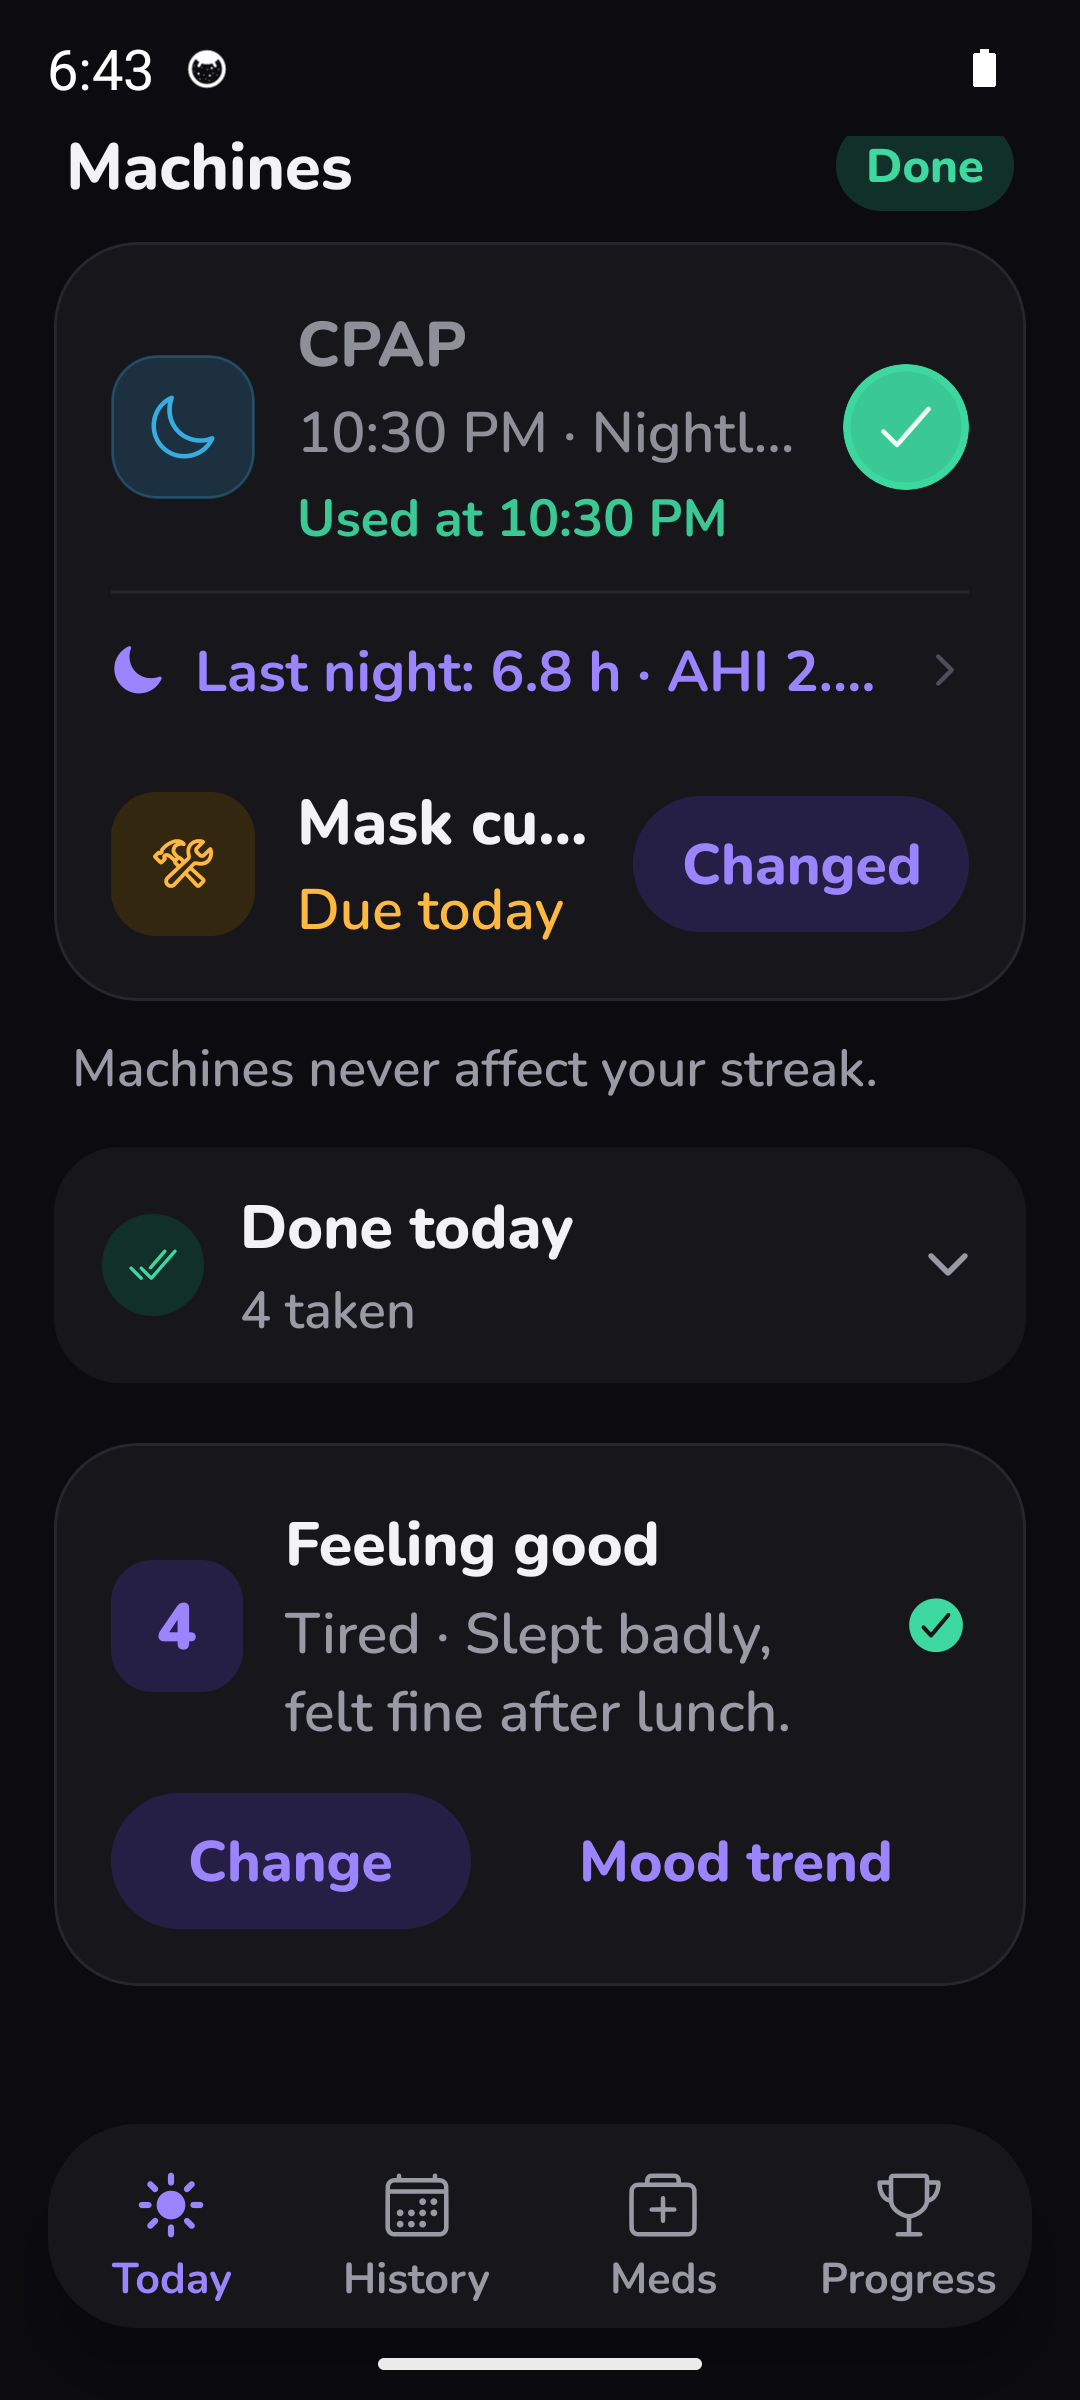 6:43
Machines
Done
CPAP
10:30 PM · Nightl...
Used at 10:30 PM
Last night: 6.8 h · AHI 2....
Mask cu...
Due today
Changed
Machines never affect your streak.
Done today
4 taken
4
Feeling good
Tired · Slept badly,
felt fine after lunch.
Change
Mood trend
Today
History
Meds
Progress